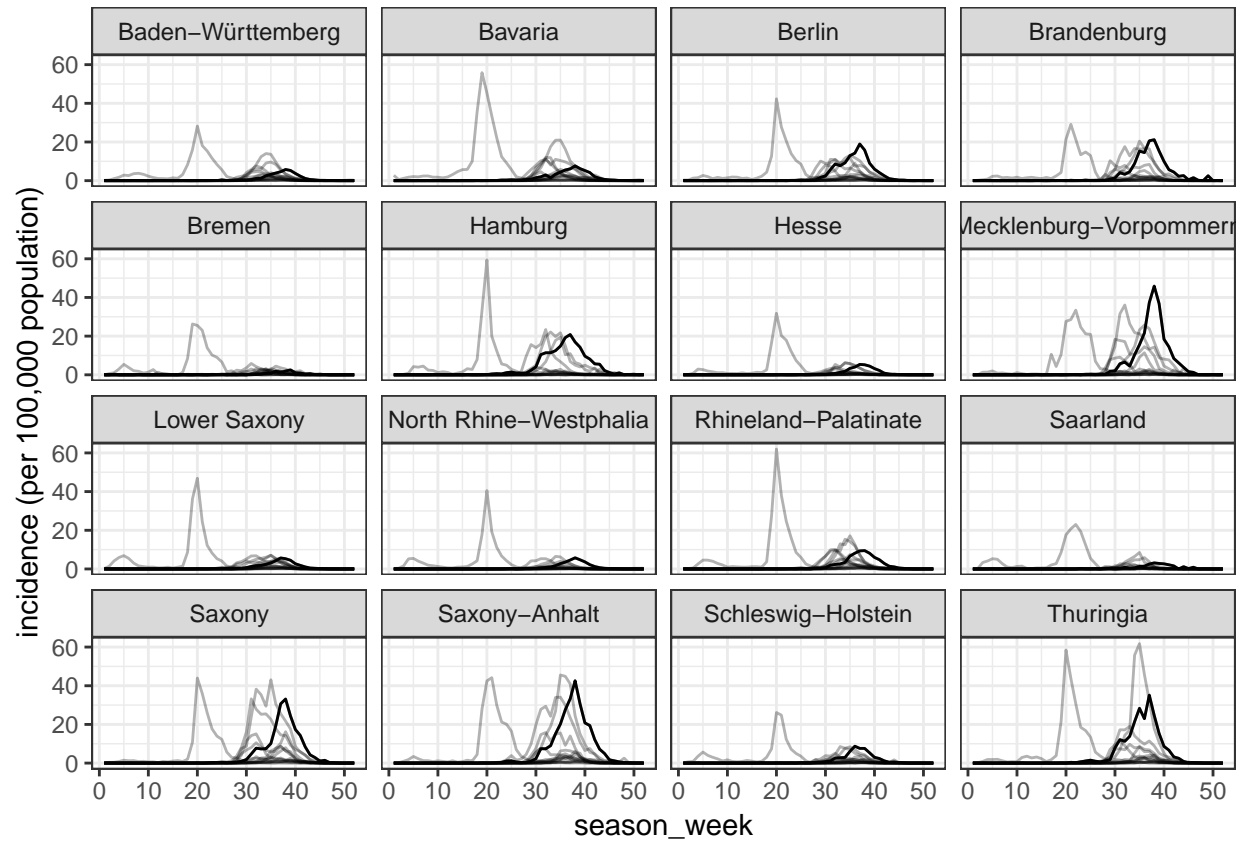 Baden−Württemberg Bavaria Berlin Brandenburg
60
40
20
0
Bremen Hamburg Hesse Mecklenburg−Vorpommern
60
40
20
0
Lower Saxony North Rhine−Westphalia Rhineland−Palatinate Saarland
60
40
20
0
Saxony Saxony−Anhalt Schleswig−Holstein Thuringia
60
40
20
0
0 10 20 30 40 50 0 10 20 30 40 50 0 10 20 30 40 50 0 10 20 30 40 50
season_week
incidence (per 100,000 population)